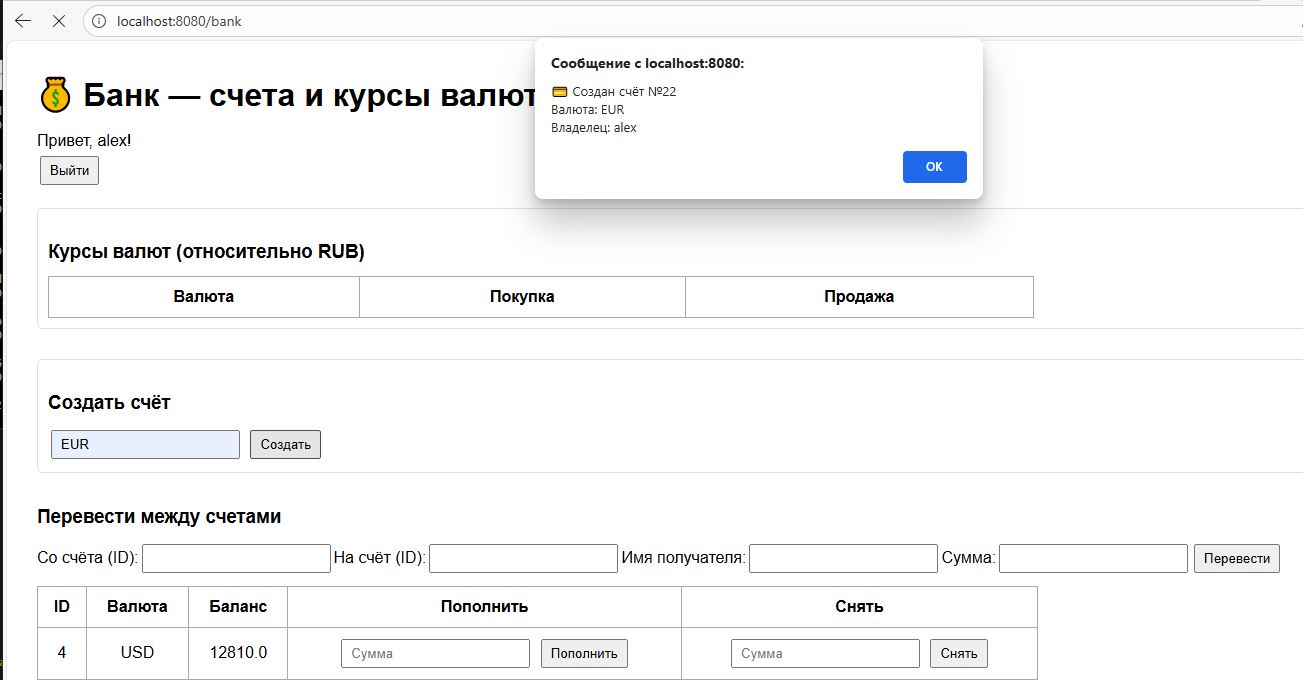 localhost:8080/bank
Сообщение с localhost:8080:
💳 Создан счёт №22
Валюта: EUR
Владелец: alex
OK
💰 Банк — счета и курсы валют
Привет, alex!
Выйти
Курсы валют (относительно RUB)
Валюта Покупка Продажа
Создать счёт
EUR Создать
Перевести между счетами
Со счёта (ID): На счёт (ID): Имя получателя: Сумма: Перевести
ID Валюта Баланс Пополнить Снять
4 USD 12810.0 Сумма Пополнить Сумма Снять